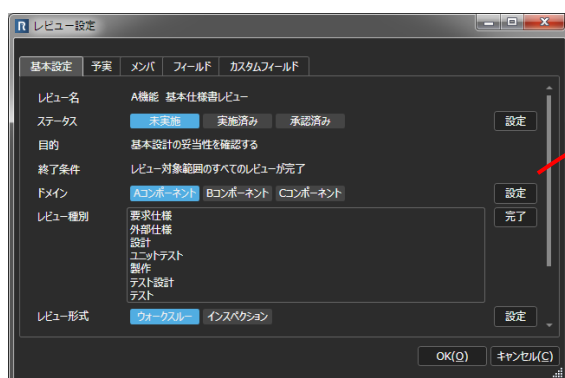 レビュー設定
基本設定 予実 メンバ フィールド カスタムフィールド
レビュー名 A機能 基本仕様書レビュー
ステータス 未実施 実施済み 承認済み 設定
目的 基本設計の妥当性を確認する
終了条件 レビュー対象範囲のすべてのレビューが完了
ドメイン Aコンポーネント Bコンポーネント Cコンポーネント 設定
レビュー種別 要求仕様 完了
外部仕様
設計
ユニットテスト
製作
テスト設計
テスト
レビュー形式 ウォークスルー インスペクション 設定
OK(O) キャンセル(C)